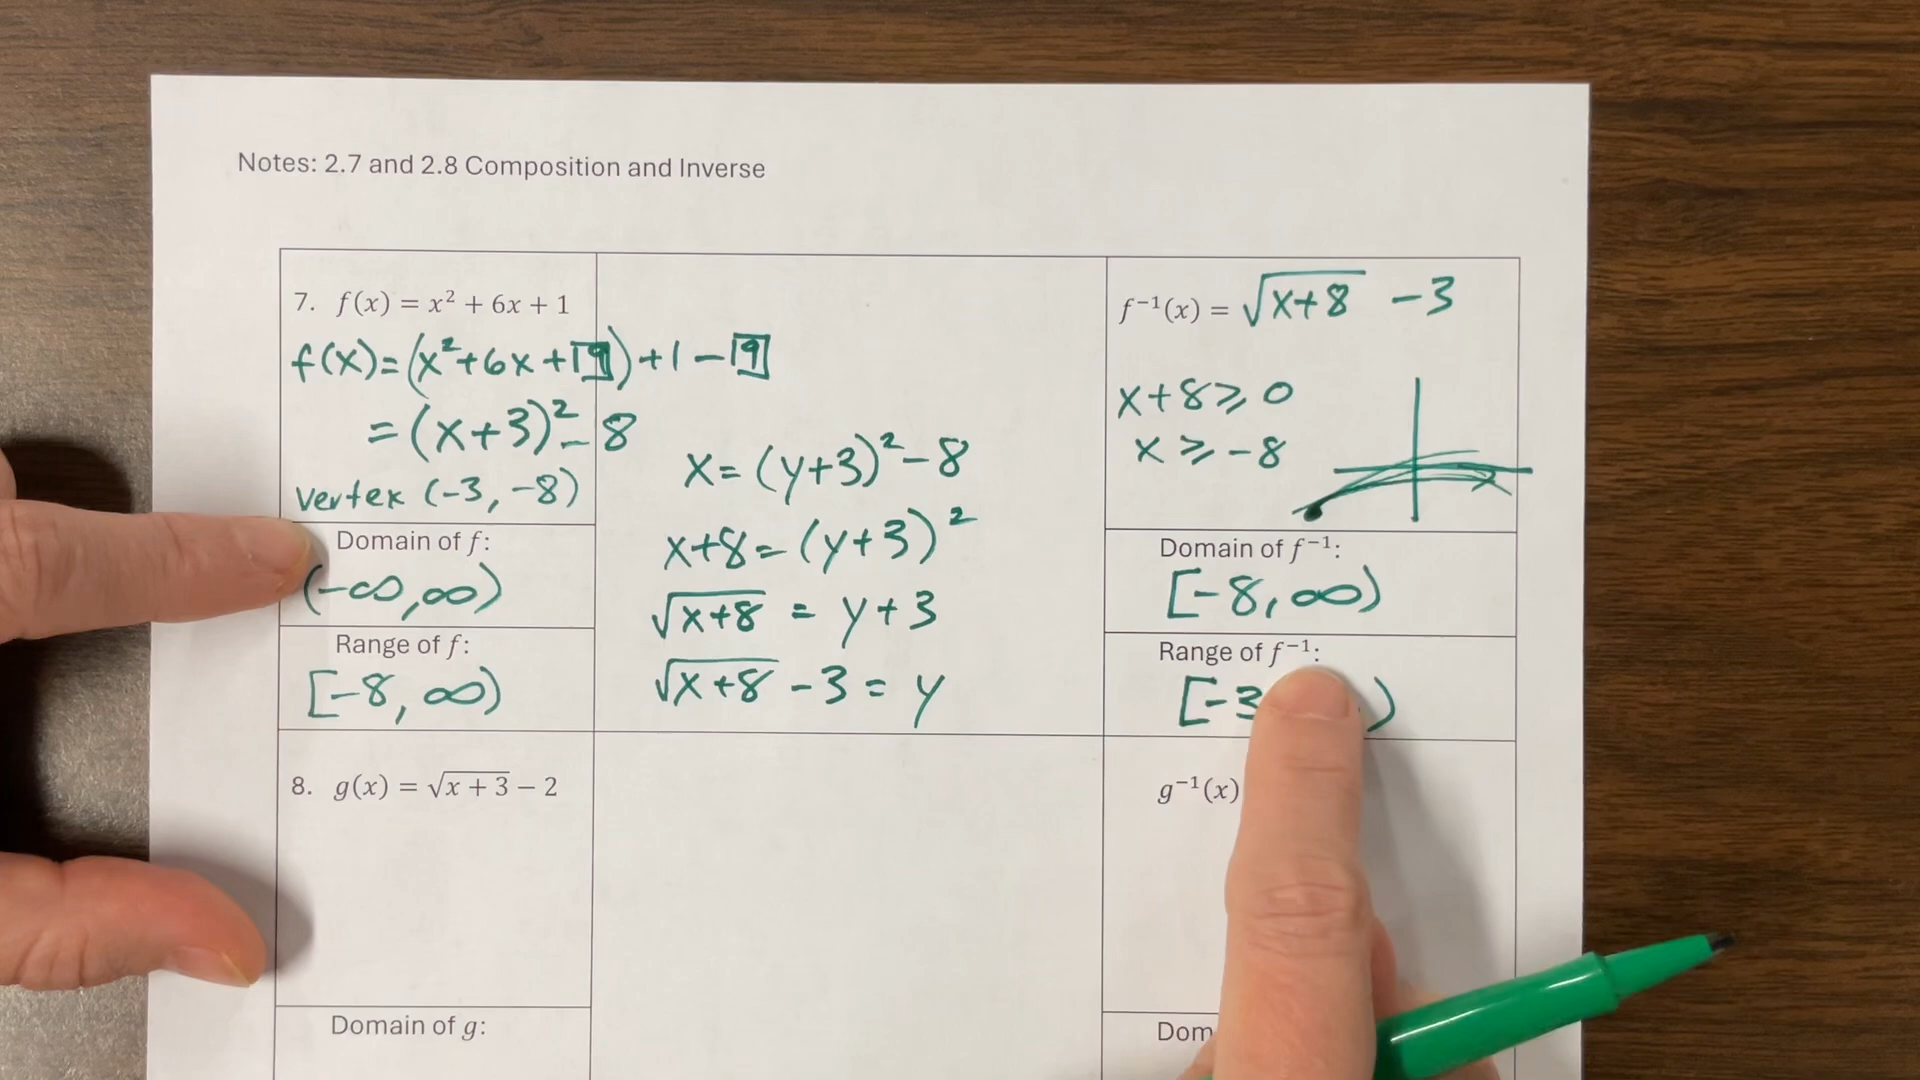 Notes: 2.7 and 2.8 Composition and Inverse
7. f(x) = x² + 6x + 1
f(x)=(x²+6x+9)+1-9
=(x+3)²-8
vertex (-3, -8)
Domain of f:
(-∞,∞)
Range of f:
[-8, ∞)
x=(y+3)²-8
x+8=(y+3)²
√(x+8) = y+3
√(x+8) -3 = y
f⁻¹(x) = √(x+8) -3
x+8≥0
x≥-8
Domain of f⁻¹:
[-8,∞)
Range of f⁻¹:
[-3 )
8. g(x) = √(x + 3) − 2
g⁻¹(x)
Domain of g:
Dom